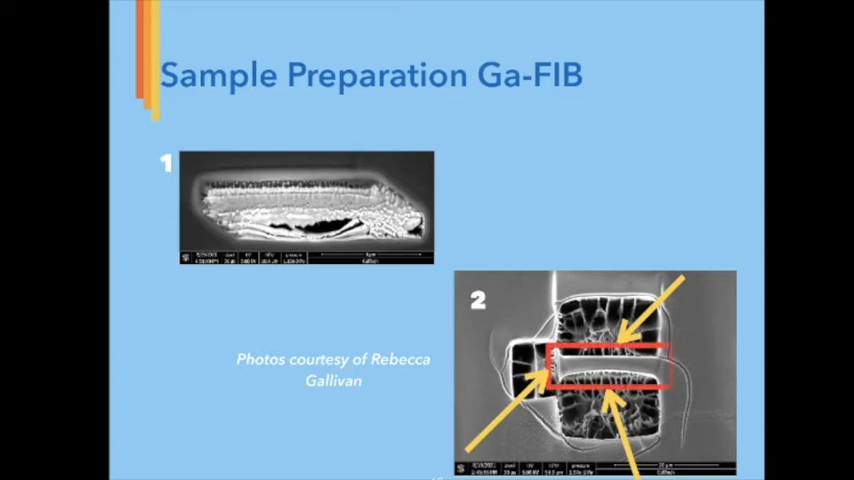 Sample Preparation Ga-FIB
1
2
Photos courtesy of Rebecca
Gallivan